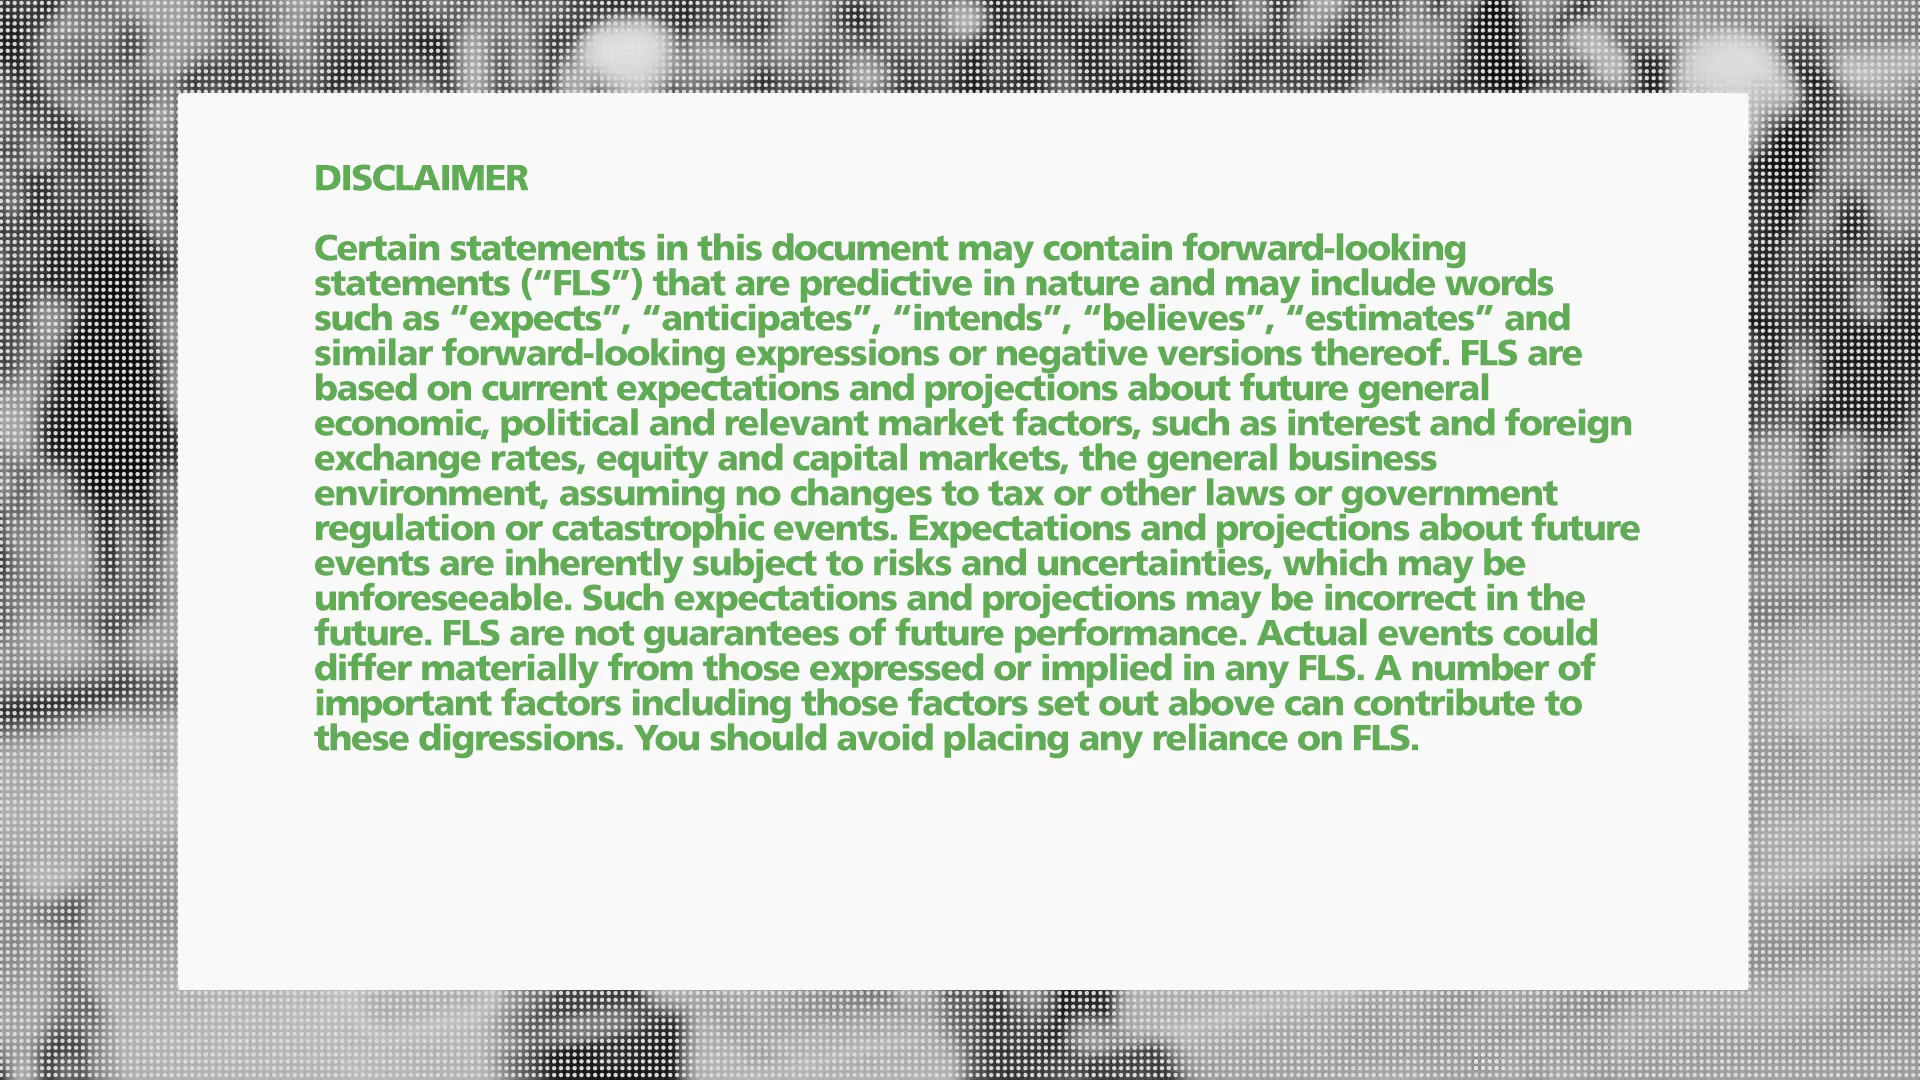 DISCLAIMER
Certain statements in this document may contain forward-looking
statements (“FLS”) that are predictive in nature and may include words
such as “expects”, “anticipates”, “intends”, “believes”, “estimates” and
similar forward-looking expressions or negative versions thereof. FLS are
based on current expectations and projections about future general
economic, political and relevant market factors, such as interest and foreign
exchange rates, equity and capital markets, the general business
environment, assuming no changes to tax or other laws or government
regulation or catastrophic events. Expectations and projections about future
events are inherently subject to risks and uncertainties, which may be
unforeseeable. Such expectations and projections may be incorrect in the
future. FLS are not guarantees of future performance. Actual events could
differ materially from those expressed or implied in any FLS. A number of
important factors including those factors set out above can contribute to
these digressions. You should avoid placing any reliance on FLS.